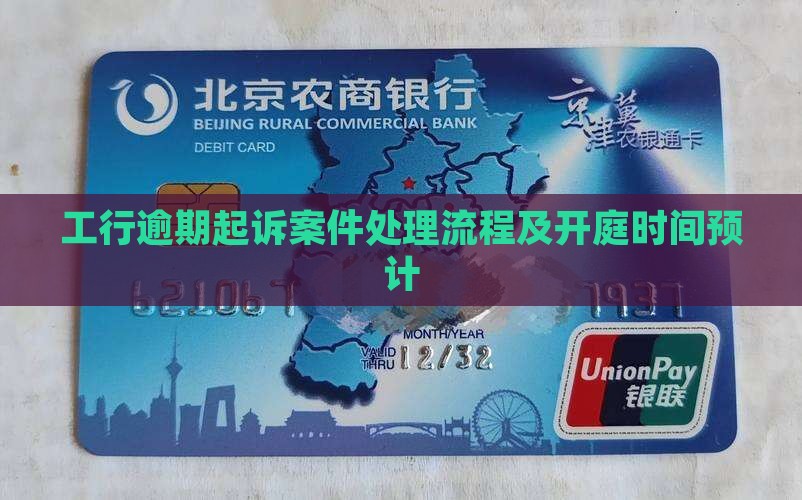 北京农商银行
BEIJING RURAL COMMERCIAL BANK
DEBIT CARD
京津冀
农银通卡
工行逾期起诉案件处理流程及开庭时间预
计
621067
7937
MONTH/YEAR
VALID
THRU 12/32
UnionPay
银联